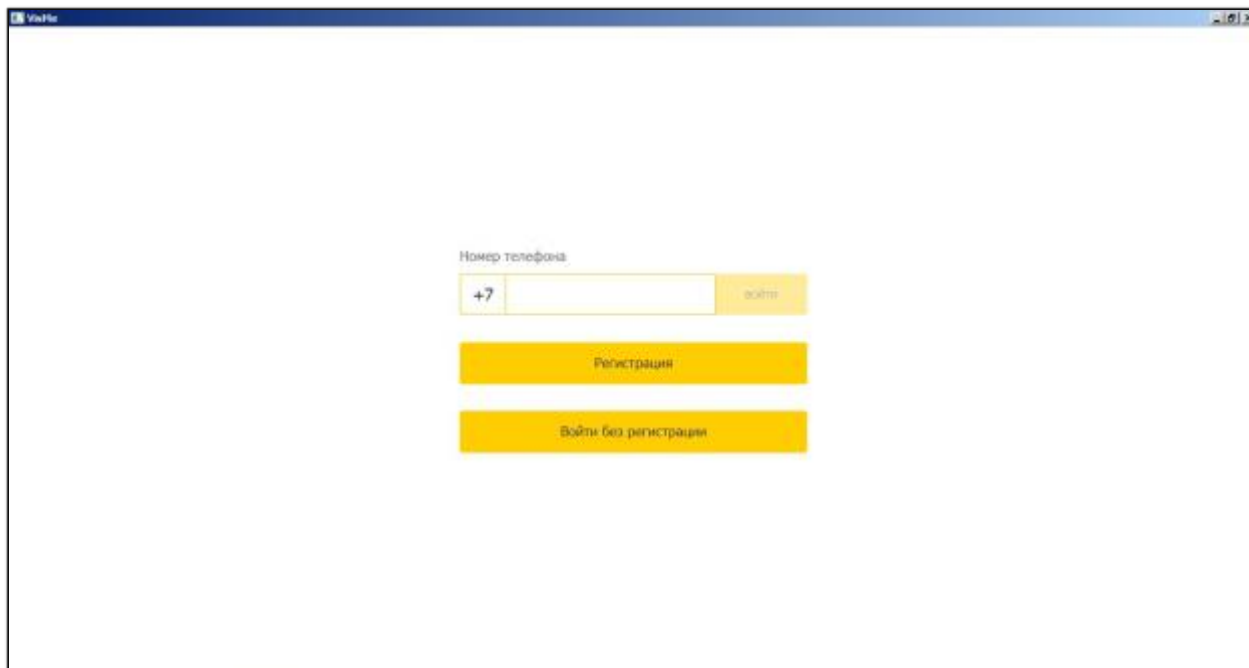 Номер телефона
+7
войти
Регистрация
Войти без регистрации